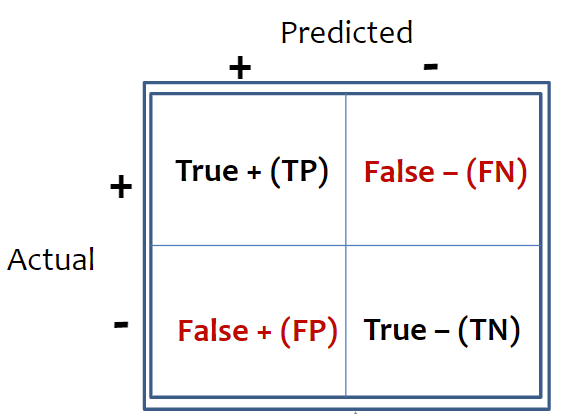 Predicted
+ -
+ True + (TP) False – (FN)
Actual
- False + (FP) True – (TN)